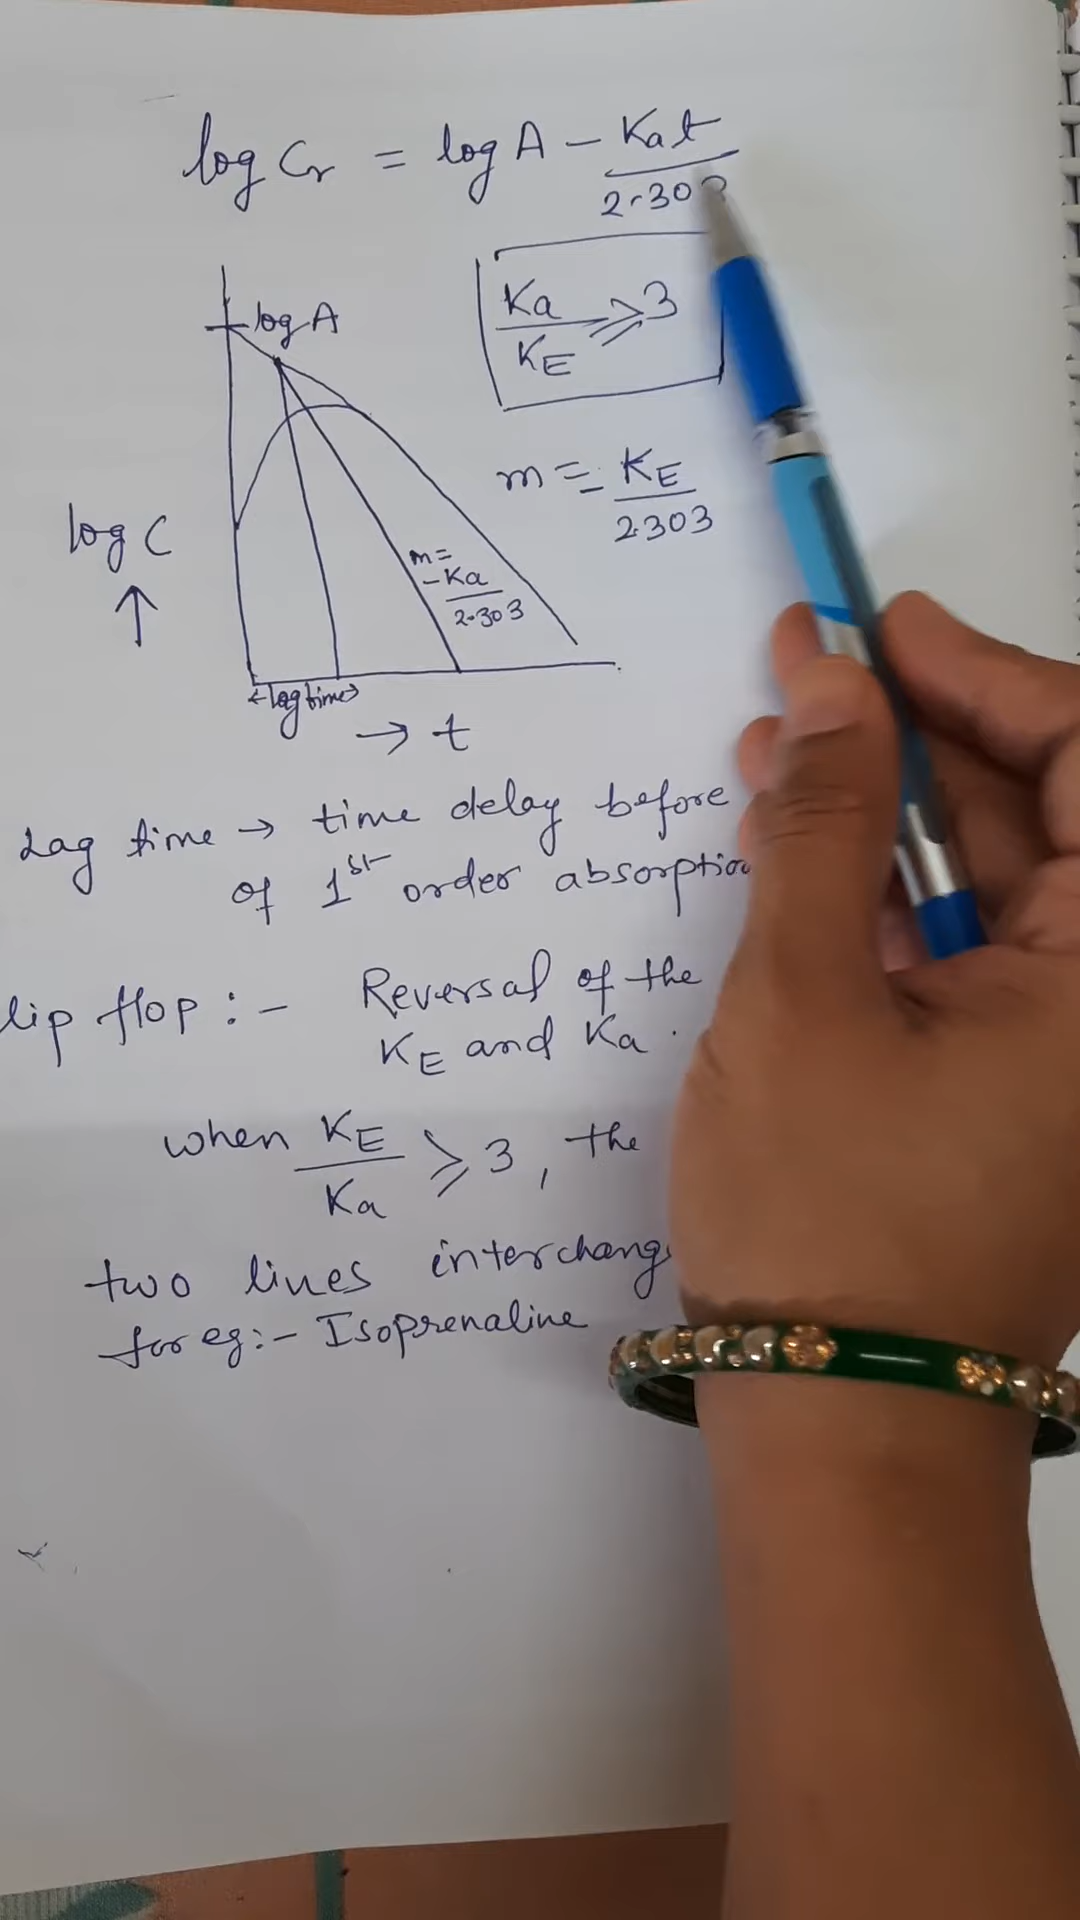 log Cr = log A - Kat / 2.303
Ka / KE ⩾ 3
log A
m = - KE / 2.303
log C
↑
m = - Ka / 2.303
← lag time →
→ t
Lag time → time delay before
of 1st order absorption
lip flop :- Reversal of the
KE and Ka .
when KE / Ka ⩾ 3 , the
two lines interchang
for eg :- Isoprenaline